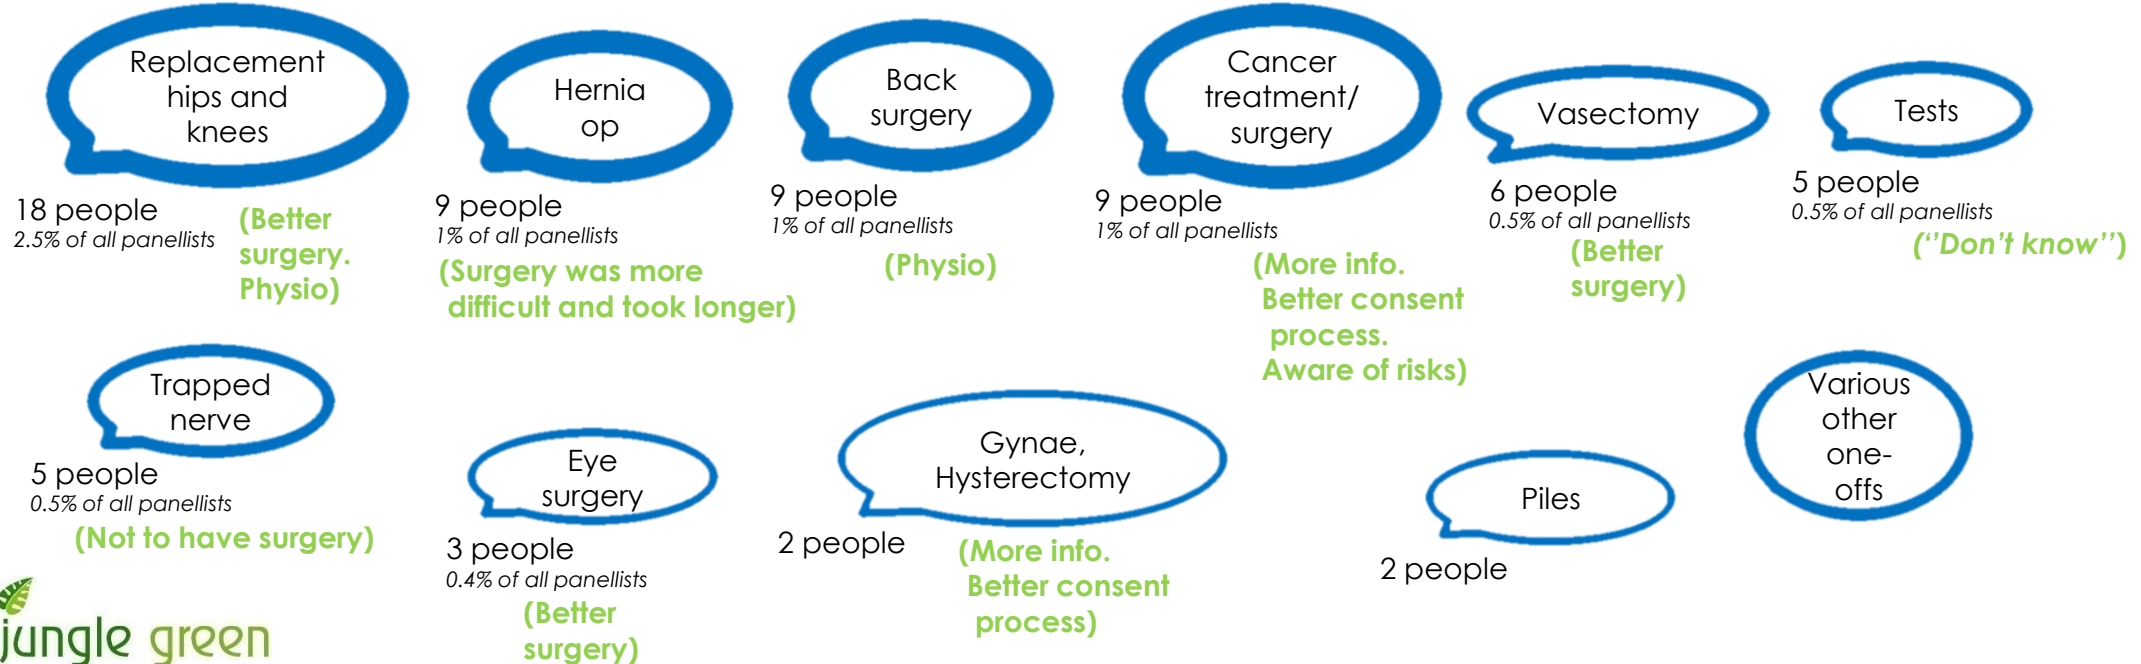 Replacement
hips and
knees
18 people
2.5% of all panellists
(Better
surgery.
Physio)
Hernia
op
9 people
1% of all panellists
(Surgery was more
difficult and took longer)
Back
surgery
9 people
1% of all panellists
(Physio)
Cancer
treatment/
surgery
9 people
1% of all panellists
(More info.
Better consent
process.
Aware of risks)
Vasectomy
6 people
0.5% of all panellists
(Better
surgery)
Tests
5 people
0.5% of all panellists
(‘’Don’t know’’)
Trapped
nerve
5 people
0.5% of all panellists
(Not to have surgery)
Eye
surgery
3 people
0.4% of all panellists
(Better
surgery)
Gynae,
Hysterectomy
2 people
(More info.
Better consent
process)
Piles
2 people
Various
other
one-
offs
jungle green